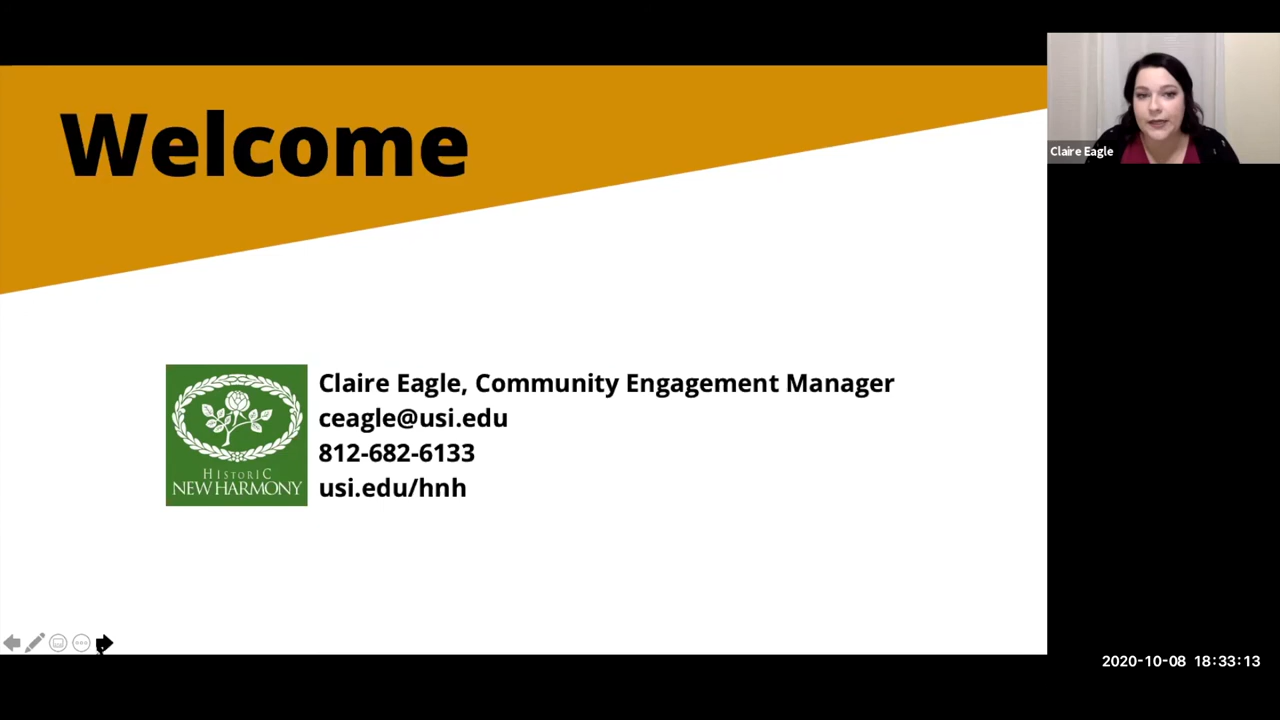 Welcome
Claire Eagle
Claire Eagle, Community Engagement Manager
ceagle@usi.edu
812-682-6133
usi.edu/hnh
HISTORIC
NEW HARMONY
2020-10-08 18:33:13